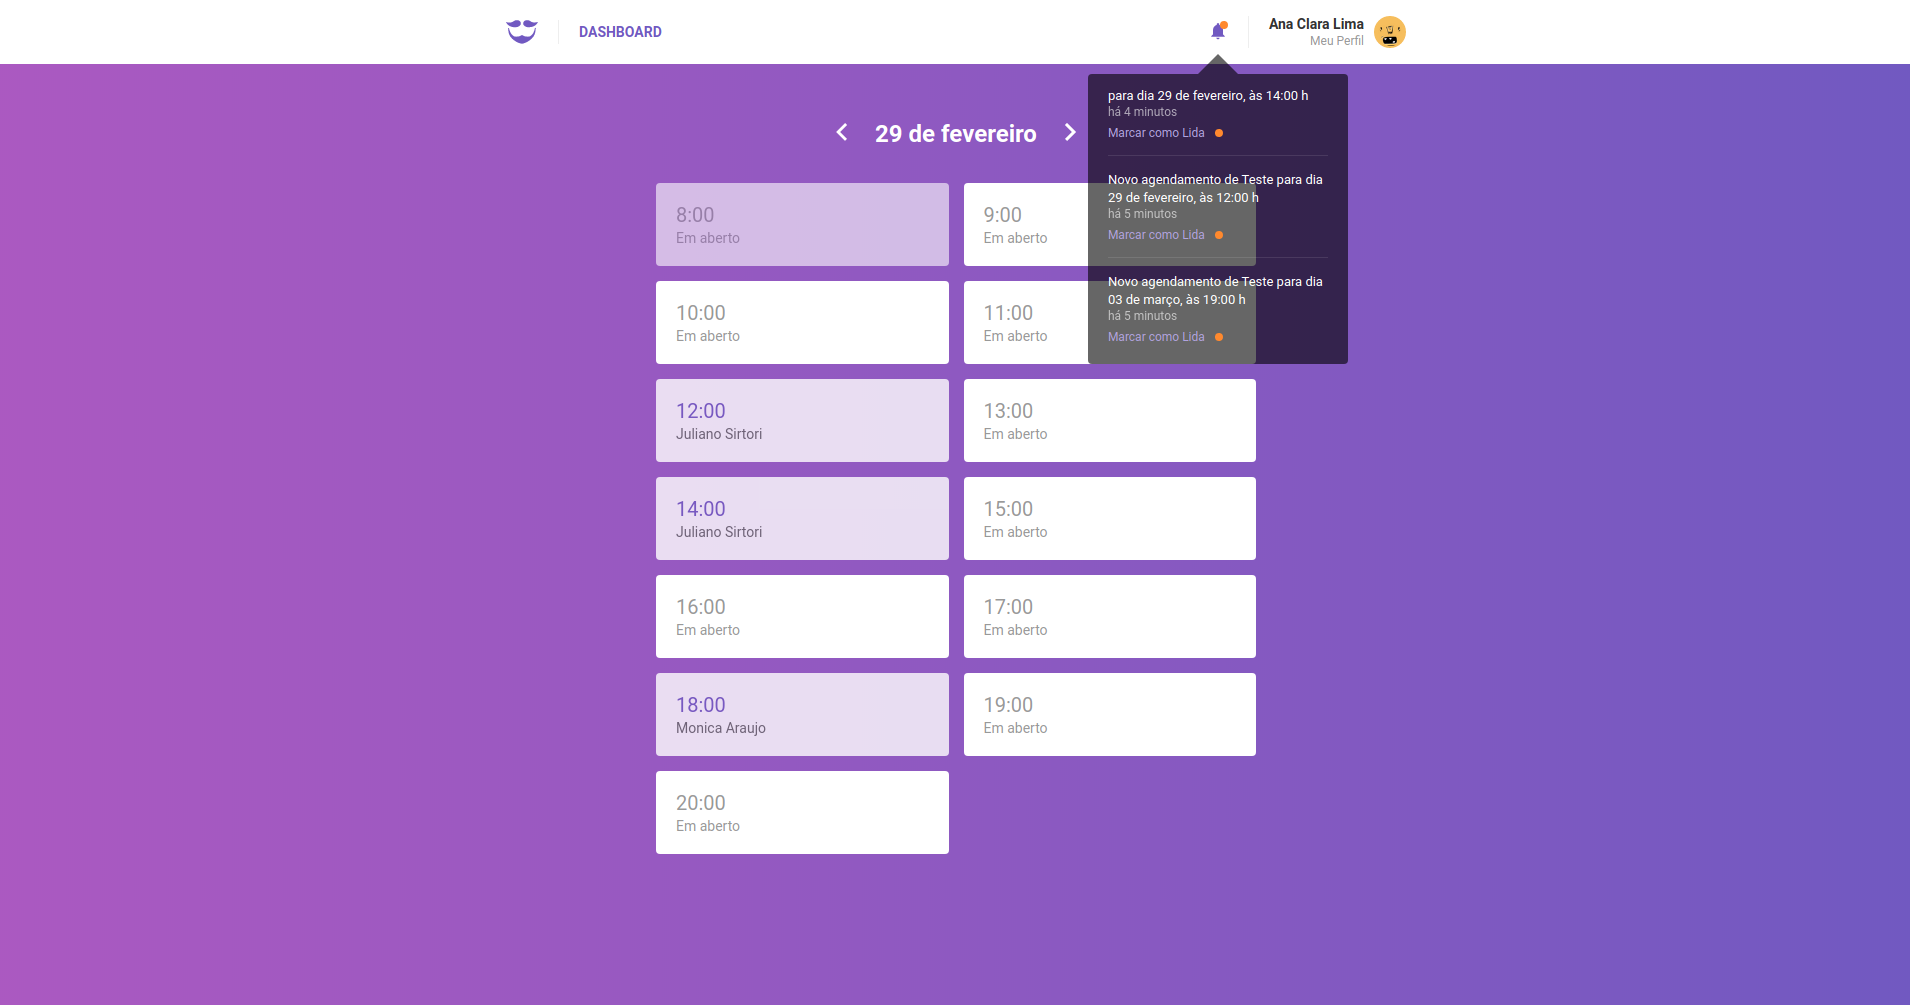 DASHBOARD
Ana Clara Lima
Meu Perfil
para dia 29 de fevereiro, às 14:00 h
há 4 minutos
Marcar como Lida
Novo agendamento de Teste para dia
29 de fevereiro, às 12:00 h
há 5 minutos
Marcar como Lida
Novo agendamento de Teste para dia
03 de março, às 19:00 h
há 5 minutos
Marcar como Lida
29 de fevereiro
8:00
Em aberto
9:00
Em aberto
10:00
Em aberto
11:00
Em aberto
12:00
Juliano Sirtori
13:00
Em aberto
14:00
Juliano Sirtori
15:00
Em aberto
16:00
Em aberto
17:00
Em aberto
18:00
Monica Araujo
19:00
Em aberto
20:00
Em aberto